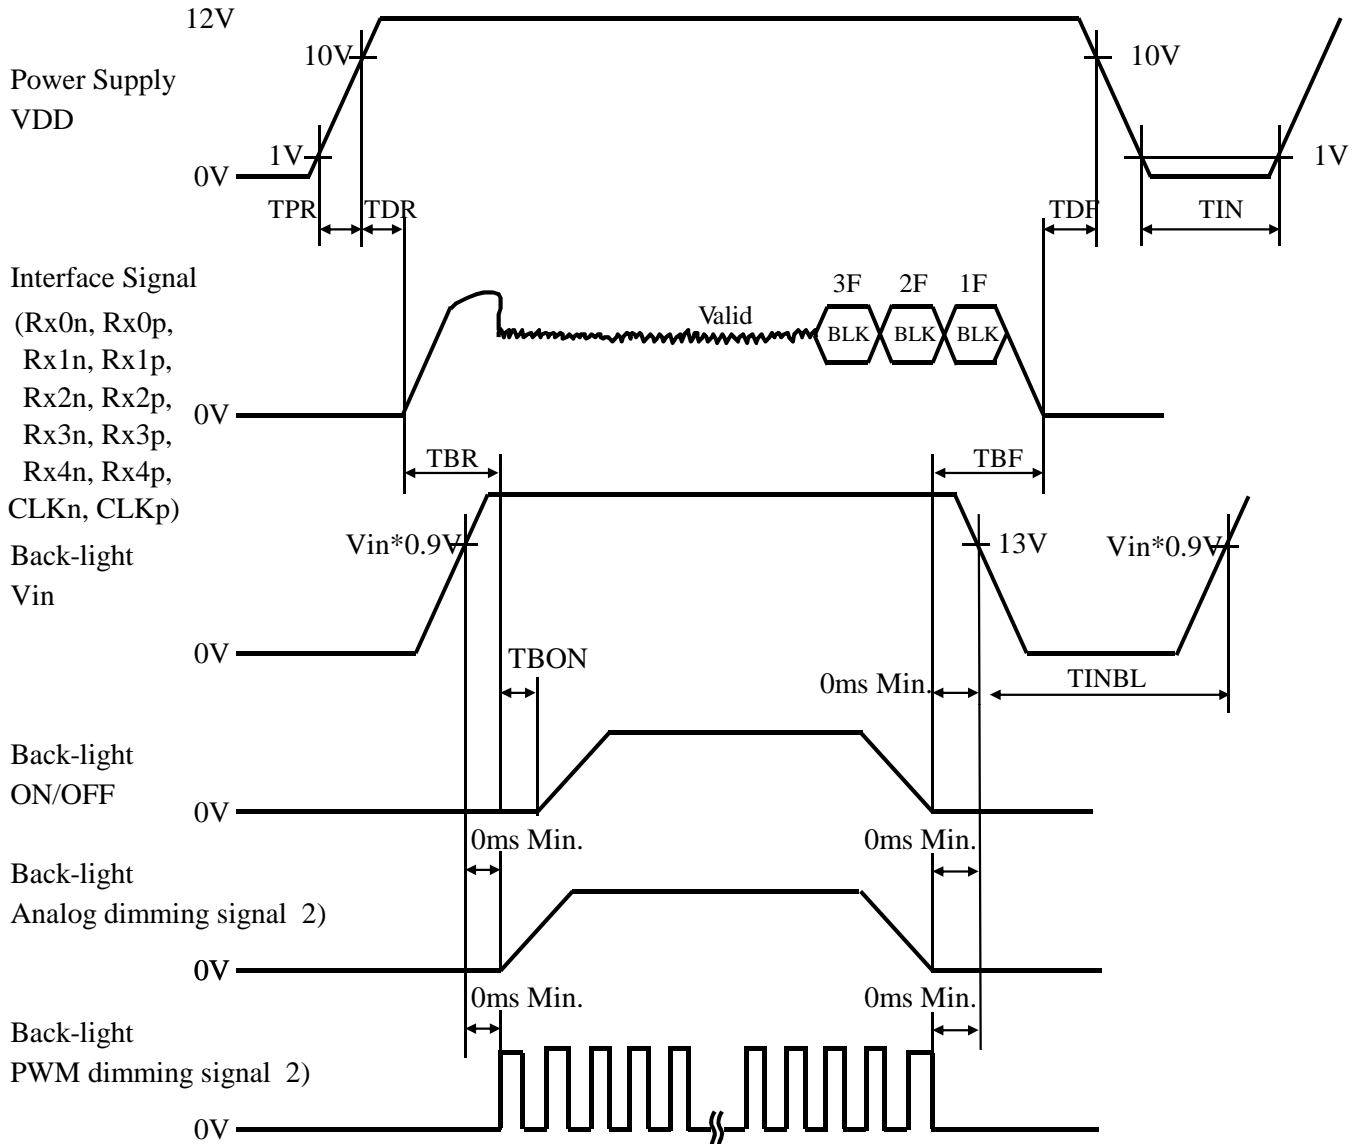 12V
10V
10V
Power Supply
VDD
1V
1V
0V
TPR
TDR
TDF
TIN
Interface Signal
3F 2F 1F
(Rx0n, Rx0p,
Valid
BLK BLK BLK
Rx1n, Rx1p,
Rx2n, Rx2p,
0V
Rx3n, Rx3p,
Rx4n, Rx4p,
TBR
TBF
CLKn, CLKp)
Vin*0.9V
13V
Vin*0.9V
Back-light
Vin
0V
TBON
0ms Min.
TINBL
Back-light
ON/OFF
0V
0ms Min.
0ms Min.
Back-light
Analog dimming signal 2)
0V
0ms Min.
0ms Min.
Back-light
PWM dimming signal 2)
0V